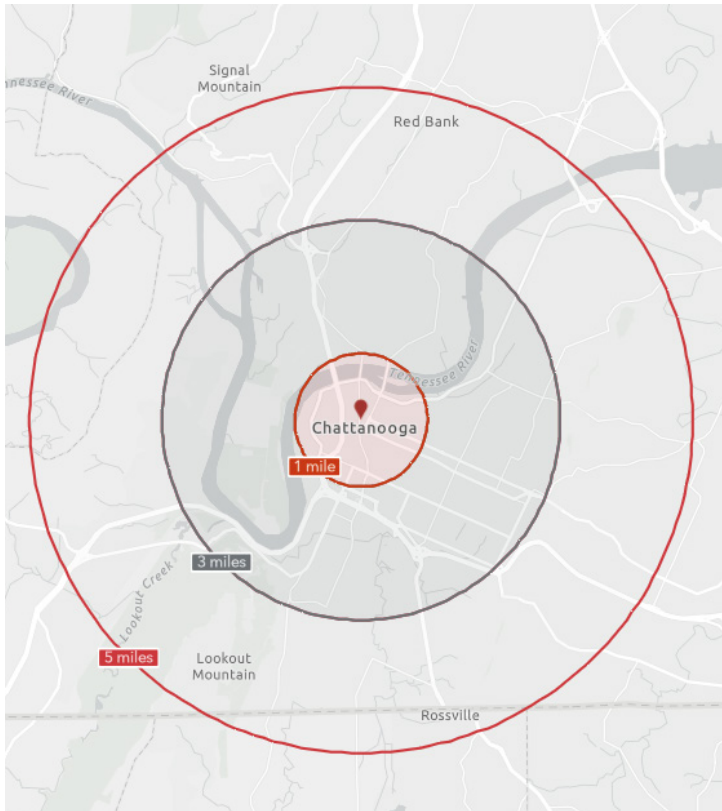 Signal
Mountain
nnessee River
Red Bank
Tennessee River
Chattanooga
1 mile
3 miles
Lookout Creek
5 miles
Lookout
Mountain
Rossville